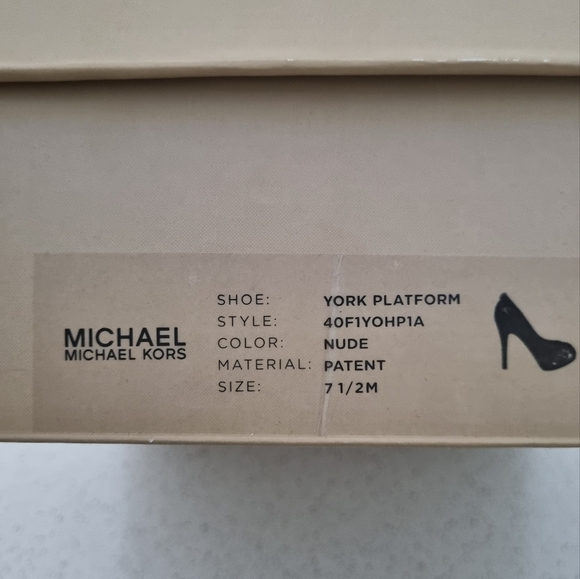 MICHAEL
MICHAEL KORS
SHOE: YORK PLATFORM
STYLE: 40F1YOHP1A
COLOR: NUDE
MATERIAL: PATENT
SIZE: 7 1/2M